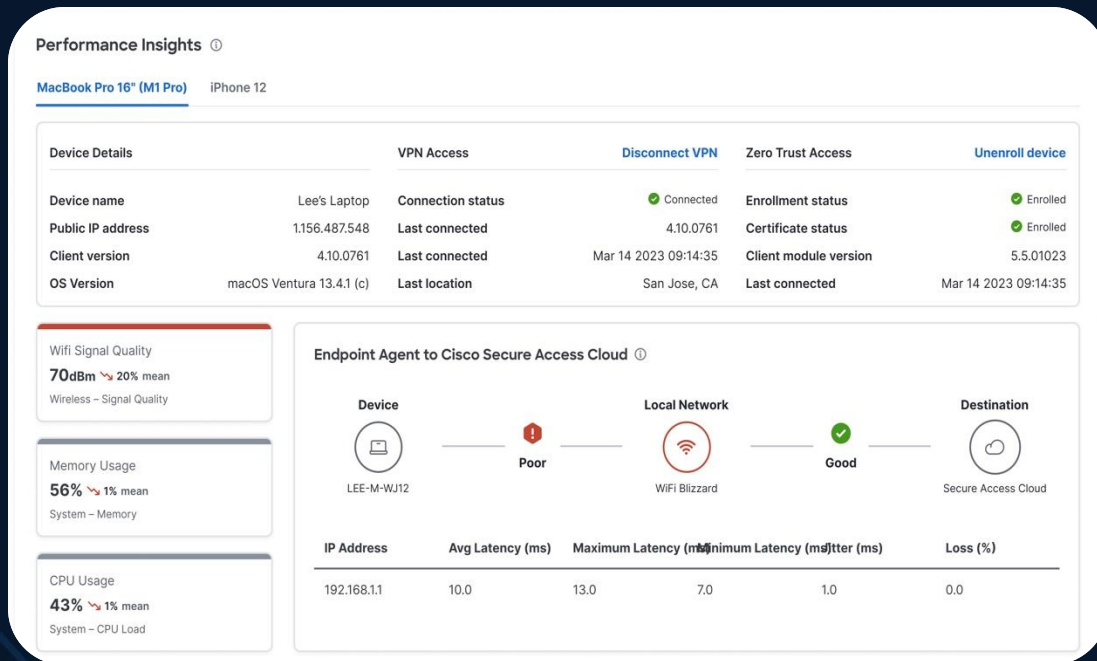 Performance Insights
MacBook Pro 16" (M1 Pro) iPhone 12
Device Details
Device name Lee's Laptop
Public IP address 1.156.487.548
Client version 4.10.0761
OS Version macOS Ventura 13.4.1 (c)
VPN Access Disconnect VPN
Connection status Connected
Last connected 4.10.0761
Last connected Mar 14 2023 09:14:35
Last location San Jose, CA
Zero Trust Access Unenroll device
Enrollment status Enrolled
Certificate status Enrolled
Client module version 5.5.01023
Last connected Mar 14 2023 09:14:35
Wifi Signal Quality
70dBm 20% mean
Wireless – Signal Quality
Memory Usage
56% 1% mean
System – Memory
CPU Usage
43% 1% mean
System – CPU Load
Endpoint Agent to Cisco Secure Access Cloud
Device Local Network Destination
Poor Good
LEE-M-WJ12 WiFi Blizzard Secure Access Cloud
IP Address Avg Latency (ms) Maximum Latency (ms) Minimum Latency (ms) Jitter (ms) Loss (%)
192.168.1.1 10.0 13.0 7.0 1.0 0.0